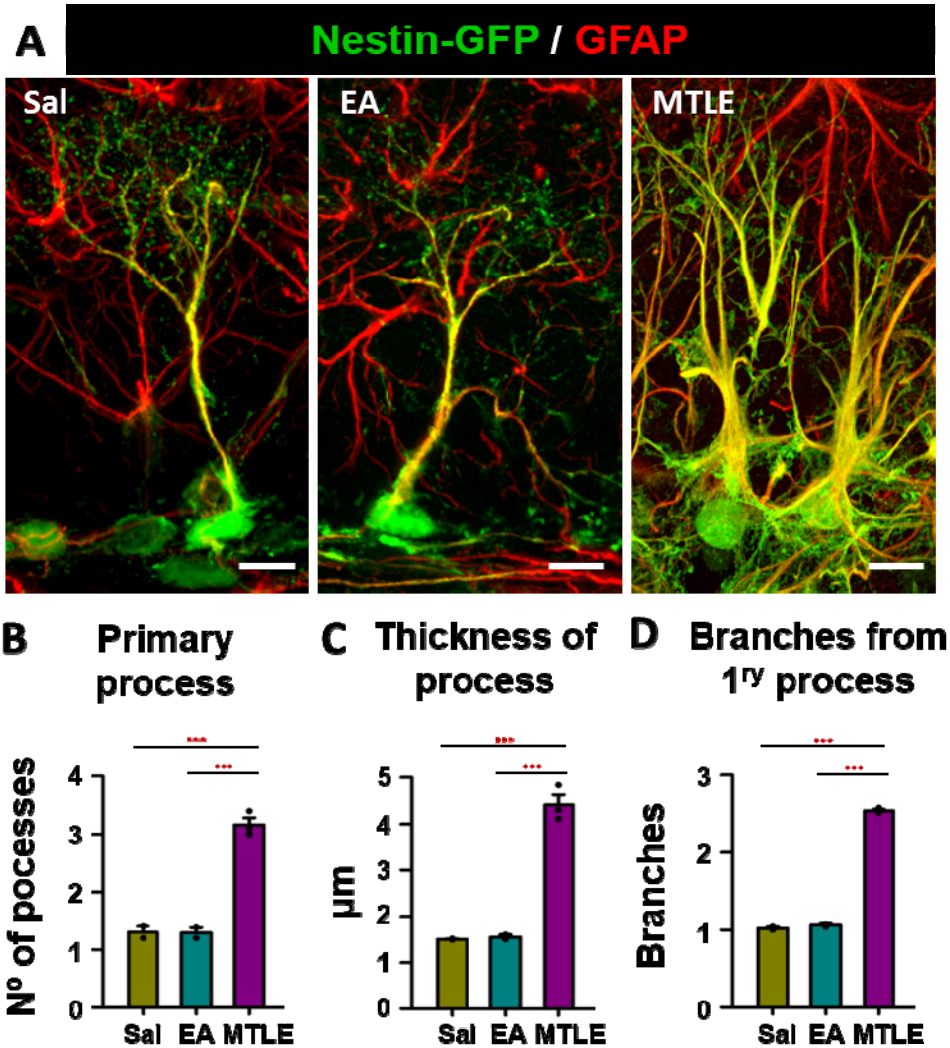 A
Nestin-GFP / GFAP
Sal
EA
MTLE
B
Primary
process
C
Thickness of
process
D
Branches from
1ry process
***
***
***
***
***
***
Nº of pocesses
4
3
2
1
0
Sal EA MTLE
µm
5
4
3
2
1
0
Sal EA MTLE
Branches
3
2
1
0
Sal EA MTLE